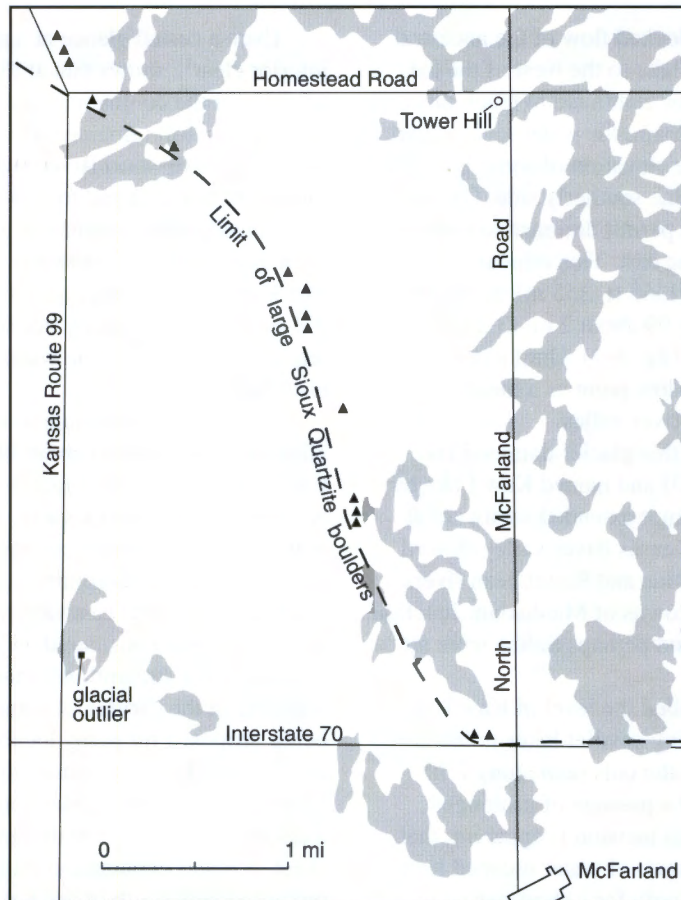 Homestead Road
Tower Hill
Limit of large Sioux Quartzite boulders
Kansas Route 99
North McFarland Road
glacial
outlier
Interstate 70
0 1 mi
McFarland